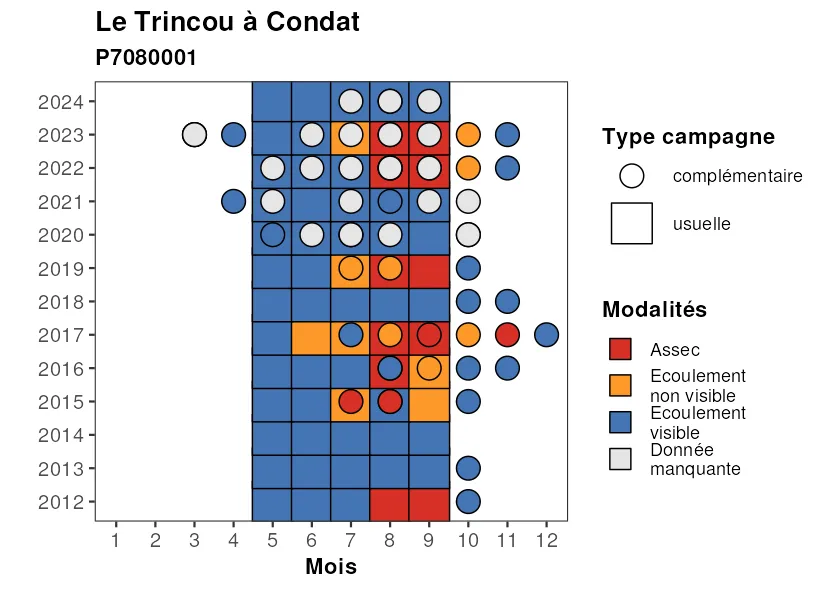 Le Trincou à Condat
P7080001
2024
2023
2022
2021
2020
2019
2018
2017
2016
2015
2014
2013
2012
1 2 3 4 5 6 7 8 9 10 11 12
Mois
Type campagne
complémentaire
usuelle
Modalités
Assec
Ecoulement
non visible
Ecoulement
visible
Donnée
manquante